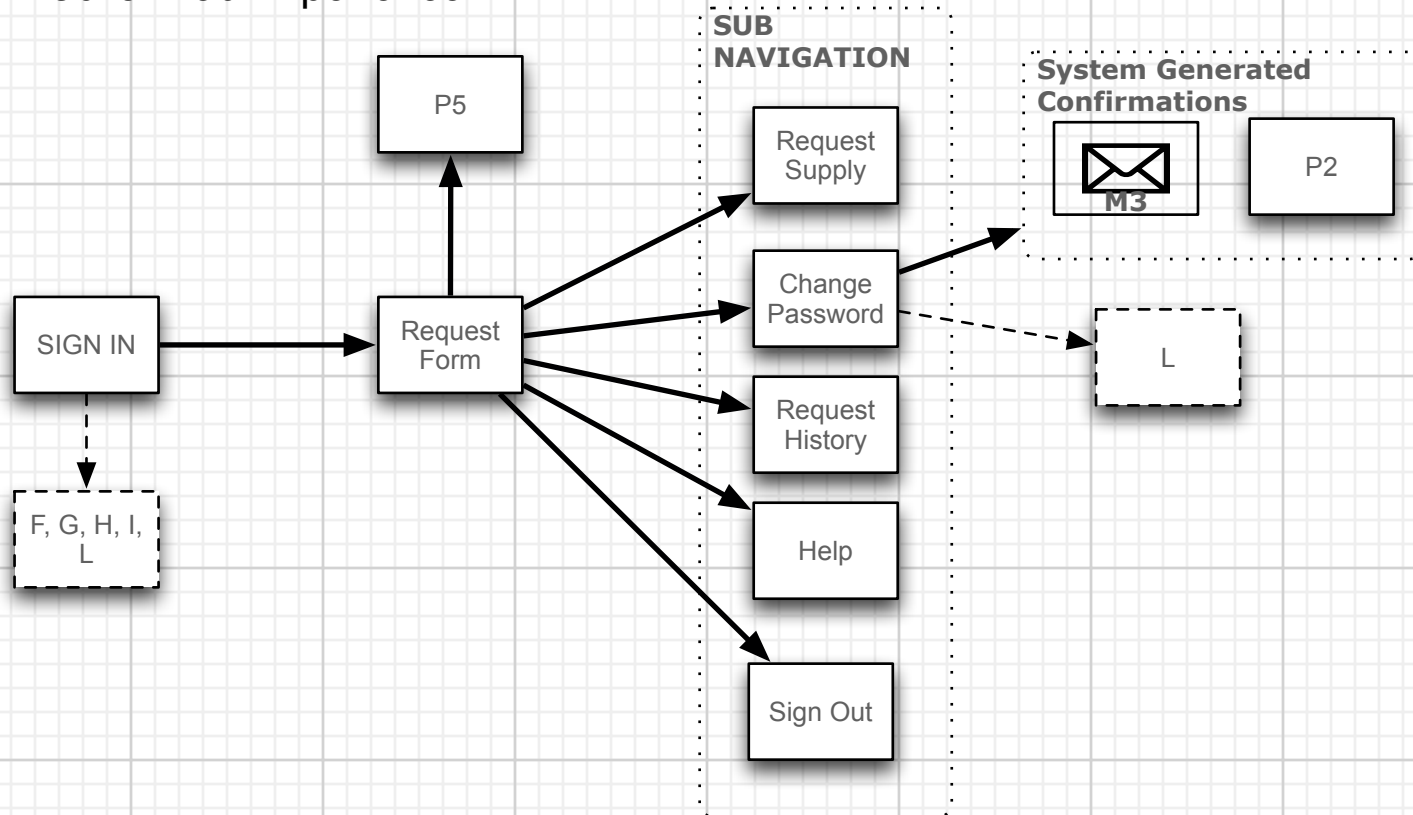 SUB
NAVIGATION
System Generated
Confirmations
P5
Request
Supply
M3
P2
SIGN IN
Request
Form
Change
Password
L
Request
History
F, G, H, I,
L
Help
Sign Out